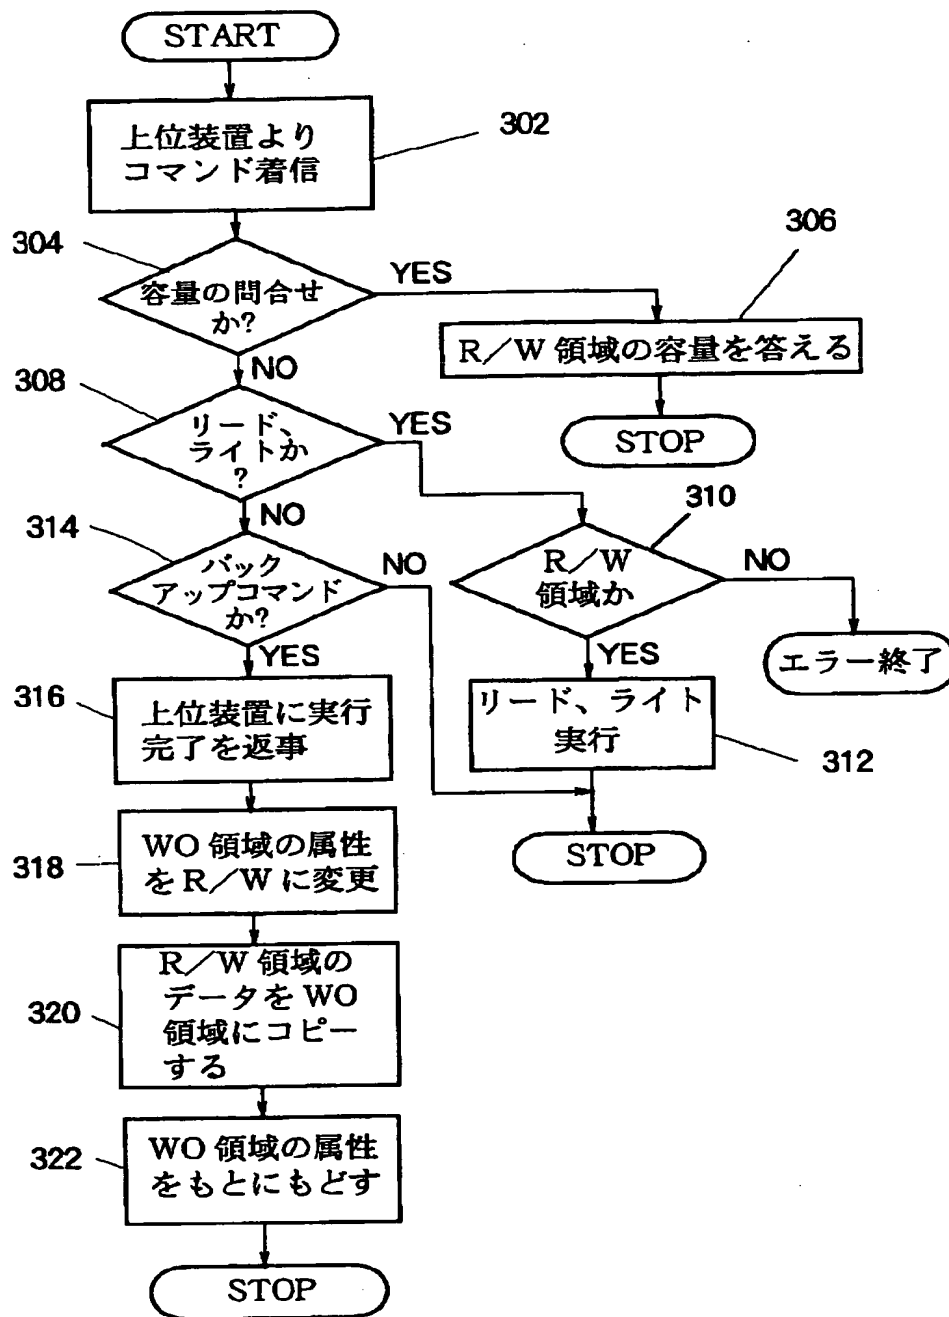 START
上位装置より
コマンド着信
302
304
容量の問合せ
か?
YES
306
R/W 領域の容量を答える
STOP
NO
308
リード、
ライトか
?
YES
NO
310
R/W
領域か
NO
エラー終了
YES
リード、ライト
実行
312
STOP
314
バック
アップコマンド
か?
NO
YES
316
上位装置に実行
完了を返事
318
WO 領域の属性
を R/W に変更
320
R/W 領域の
データを WO
領域にコピー
する
322
WO 領域の属性
をもとにもどす
STOP